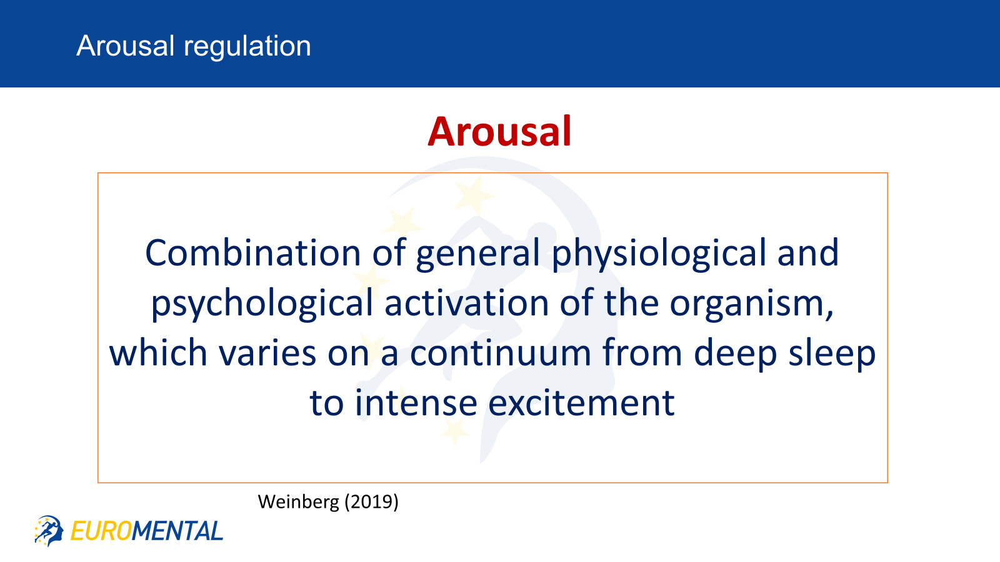 Arousal regulation
Arousal
Combination of general physiological and
psychological activation of the organism,
which varies on a continuum from deep sleep
to intense excitement
Weinberg (2019)
EUROMENTAL